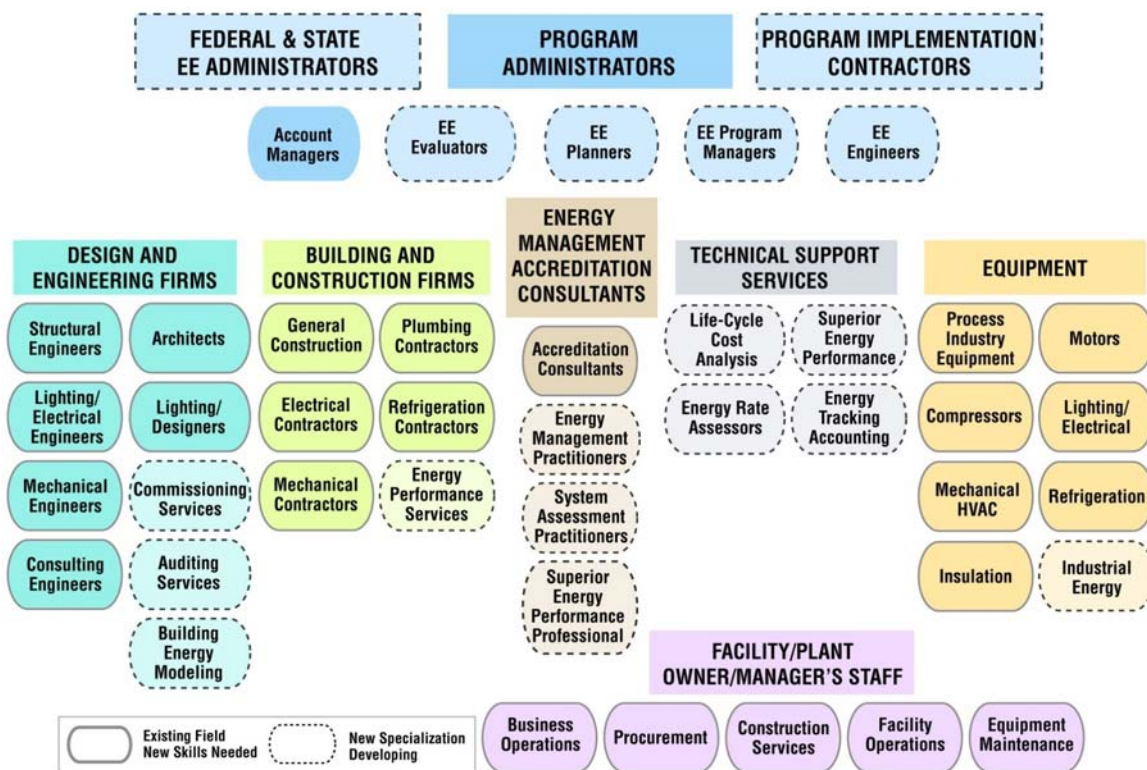 FEDERAL & STATE
EE ADMINISTRATORS
PROGRAM
ADMINISTRATORS
PROGRAM IMPLEMENTATION
CONTRACTORS
Account
Managers
EE
Evaluators
EE
Planners
EE Program
Managers
EE
Engineers
DESIGN AND
ENGINEERING FIRMS
Structural
Engineers
Architects
Lighting/
Electrical
Engineers
Lighting/
Designers
Mechanical
Engineers
Commissioning
Services
Consulting
Engineers
Auditing
Services
Building
Energy
Modeling
BUILDING AND
CONSTRUCTION FIRMS
General
Construction
Plumbing
Contractors
Electrical
Contractors
Refrigeration
Contractors
Mechanical
Contractors
Energy
Performance
Services
ENERGY
MANAGEMENT
ACCREDITATION
CONSULTANTS
Accreditation
Consultants
Energy
Management
Practitioners
System
Assessment
Practitioners
Superior
Energy
Performance
Professional
TECHNICAL SUPPORT
SERVICES
Life-Cycle
Cost
Analysis
Superior
Energy
Performance
Energy Rate
Assessors
Energy
Tracking
Accounting
EQUIPMENT
Process
Industry
Equipment
Motors
Compressors
Lighting/
Electrical
Mechanical
HVAC
Refrigeration
Insulation
Industrial
Energy
FACILITY/PLANT
OWNER/MANAGER'S STAFF
Business
Operations
Procurement
Construction
Services
Facility
Operations
Equipment
Maintenance
Existing Field
New Skills Needed
New Specialization
Developing